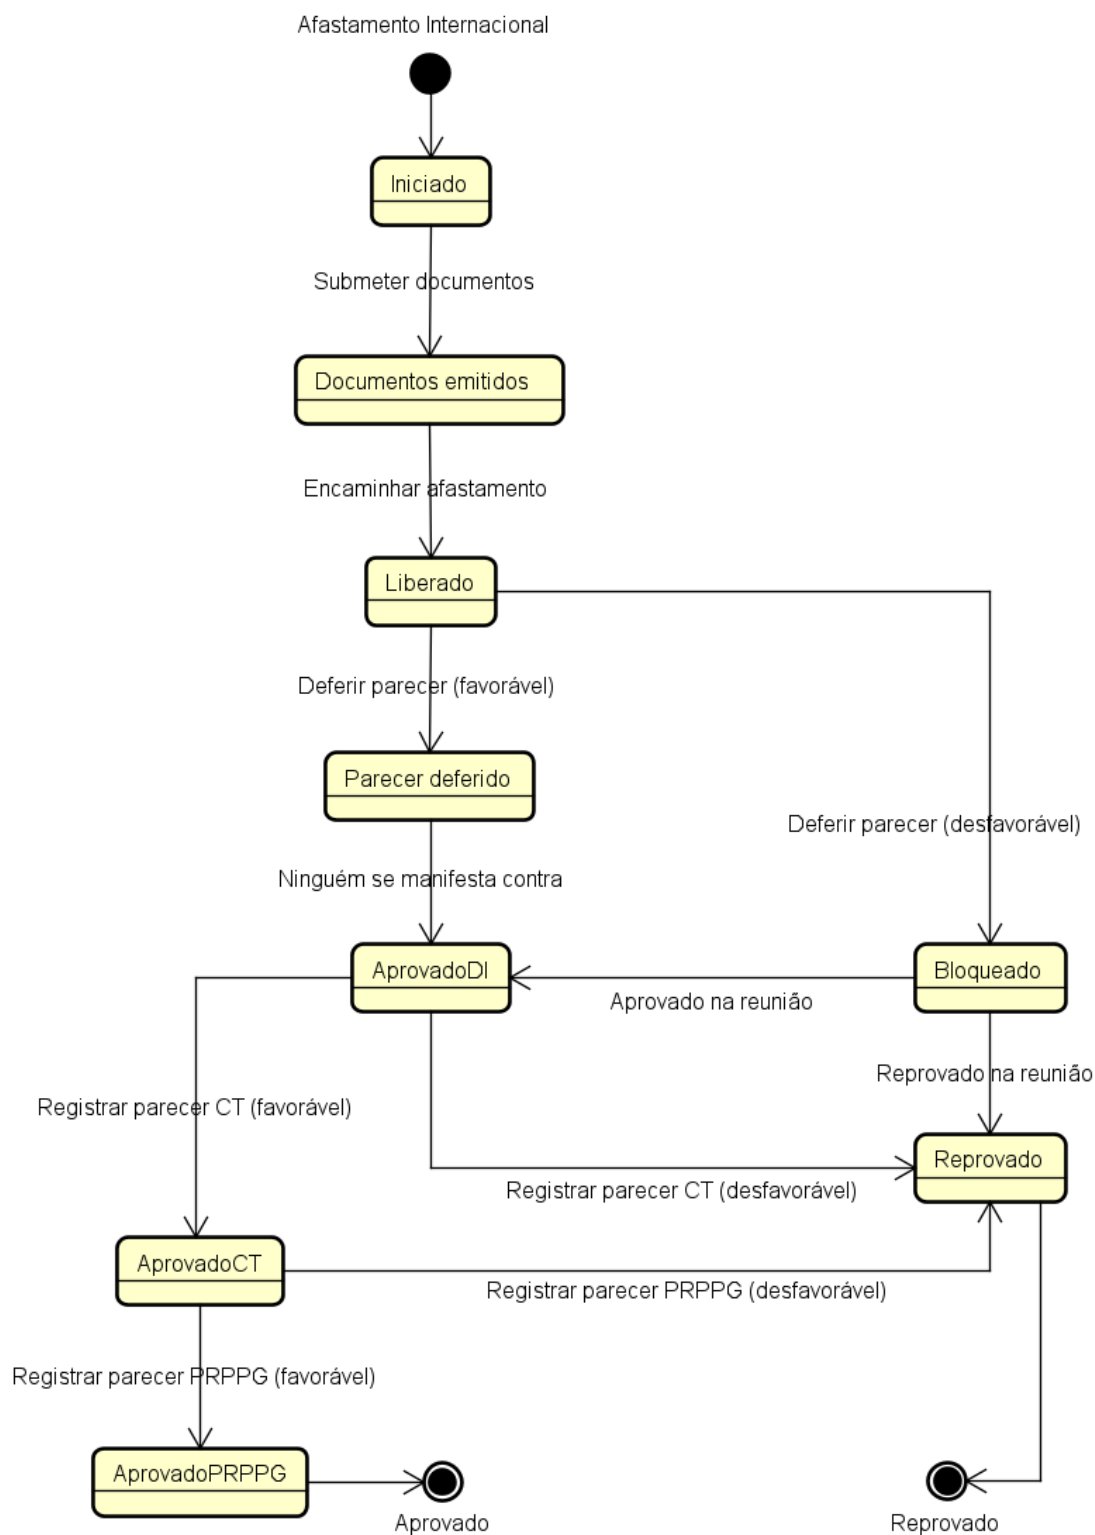 Afastamento Internacional
Iniciado
Submeter documentos
Documentos emitidos
Encaminhar afastamento
Liberado
Deferir parecer (favorável)
Parecer deferido
Deferir parecer (desfavorável)
Ninguém se manifesta contra
AprovadoDI
Bloqueado
Aprovado na reunião
Reprovado na reunião
Registrar parecer CT (favorável)
Reprovado
Registrar parecer CT (desfavorável)
AprovadoCT
Registrar parecer PRPPG (desfavorável)
Registrar parecer PRPPG (favorável)
AprovadoPRPPG
Aprovado
Reprovado